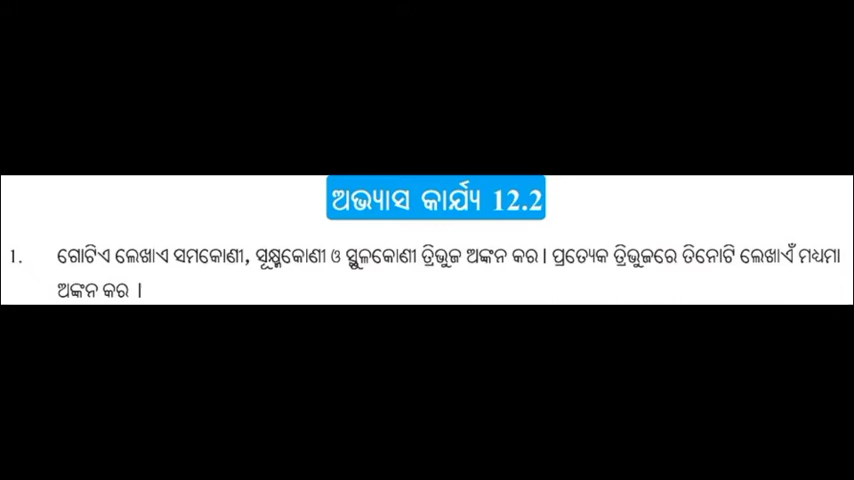 ଅଭ୍ୟାସ କାର୍ଯ୍ୟ 12.2
1. ଗୋଟିଏ ଲେଖାଏ ସମକୋଣୀ, ସୂକ୍ଷ୍ମକୋଣୀ ଓ ସ୍ଥୁଳକୋଣୀ ତ୍ରିଭୁଜ ଅଙ୍କନ କର । ପ୍ରତ୍ୟେକ ତ୍ରିଭୁଜରେ ତିନୋଟି ଲେଖାଏଁ ମଧ୍ୟମା
ଅଙ୍କନ କର ।